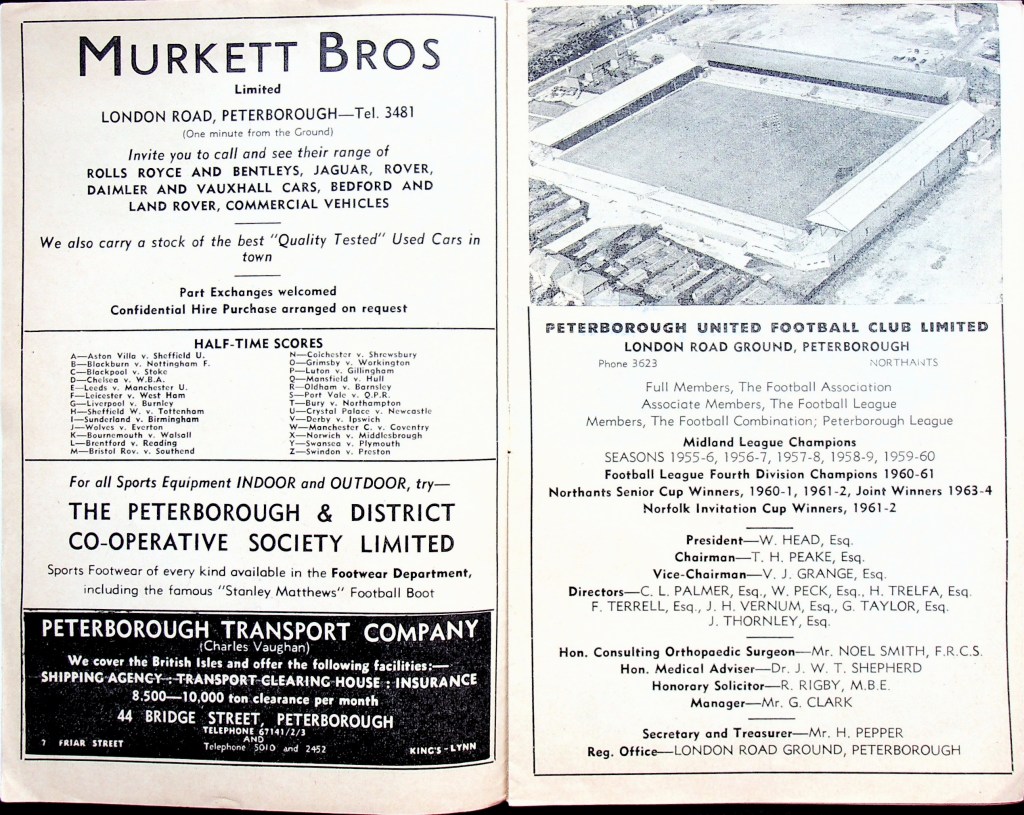 MURKETT BROS
Limited
LONDON ROAD, PETERBOROUGH—Tel. 3481
(One minute from the Ground)
Invite you to call and see their range of
ROLLS ROYCE AND BENTLEYS, JAGUAR, ROVER,
DAIMLER AND VAUXHALL CARS, BEDFORD AND
LAND ROVER, COMMERCIAL VEHICLES
We also carry a stock of the best "Quality Tested" Used Cars in
town
Part Exchanges welcomed
Confidential Hire Purchase arranged on request
HALF-TIME SCORES
A—Aston Villa v. Sheffield U.
B—Blackburn v. Nottingham F.
C—Blackpool v. Stoke
D—Chelsea v. W.B.A.
E—Leeds v. Manchester U.
F—Leicester v. West Ham
G—Liverpool v. Burnley
H—Sheffield W. v. Tottenham
I—Sunderland v. Birmingham
J—Wolves v. Everton
K—Bournemouth v. Walsall
L—Brentford v. Reading
M—Bristol Rov. v. Southend
N—Colchester v. Shrewsbury
O—Grimsby v. Workington
P—Luton v. Gillingham
Q—Mansfield v. Hull
R—Oldham v. Barnsley
S—Port Vale v. Q.P.R.
T—Bury v. Northampton
U—Crystal Palace v. Newcastle
V—Derby v. Ipswich
W—Manchester C. v. Coventry
X—Norwich v. Middlesbrough
Y—Swansea v. Plymouth
Z—Swindon v. Preston
For all Sports Equipment INDOOR and OUTDOOR, try—
THE PETERBOROUGH & DISTRICT
CO-OPERATIVE SOCIETY LIMITED
Sports Footwear of every kind available in the Footwear Department,
including the famous "Stanley Matthews" Football Boot
PETERBOROUGH TRANSPORT COMPANY
(Charles Vaughan)
We cover the British Isles and offer the following facilities:—
SHIPPING AGENCY : TRANSPORT CLEARING HOUSE : INSURANCE
8,500—10,000 ton clearance per month
44 BRIDGE STREET, PETERBOROUGH
TELEPHONE 67141/2/3
AND
7 FRIAR STREET Telephone 5010 and 2452 KING'S-LYNN
PETERBOROUGH UNITED FOOTBALL CLUB LIMITED
LONDON ROAD GROUND, PETERBOROUGH
Phone 3623 NORTHANTS
Full Members, The Football Association
Associate Members, The Football League
Members, The Football Combination; Peterborough League
Midland League Champions
SEASONS 1955-6, 1956-7, 1957-8, 1958-9, 1959-60
Football League Fourth Division Champions 1960-61
Northants Senior Cup Winners, 1960-1, 1961-2, Joint Winners 1963-4
Norfolk Invitation Cup Winners, 1961-2
President—W. HEAD, Esq.
Chairman—T. H. PEAKE, Esq.
Vice-Chairman—V. J. GRANGE, Esq.
Directors—C. L. PALMER, Esq., W. PECK, Esq., H. TRELFA, Esq.
F. TERRELL, Esq., J. H. VERNUM, Esq., G. TAYLOR, Esq.
J. THORNLEY, Esq.
Hon. Consulting Orthopaedic Surgeon—Mr. NOEL SMITH, F.R.C.S.
Hon. Medical Adviser—Dr. J. W. T. SHEPHERD
Honorary Solicitor—R. RIGBY, M.B.E.
Manager—Mr. G. CLARK
Secretary and Treasurer—Mr. H. PEPPER
Reg. Office—LONDON ROAD GROUND, PETERBOROUGH